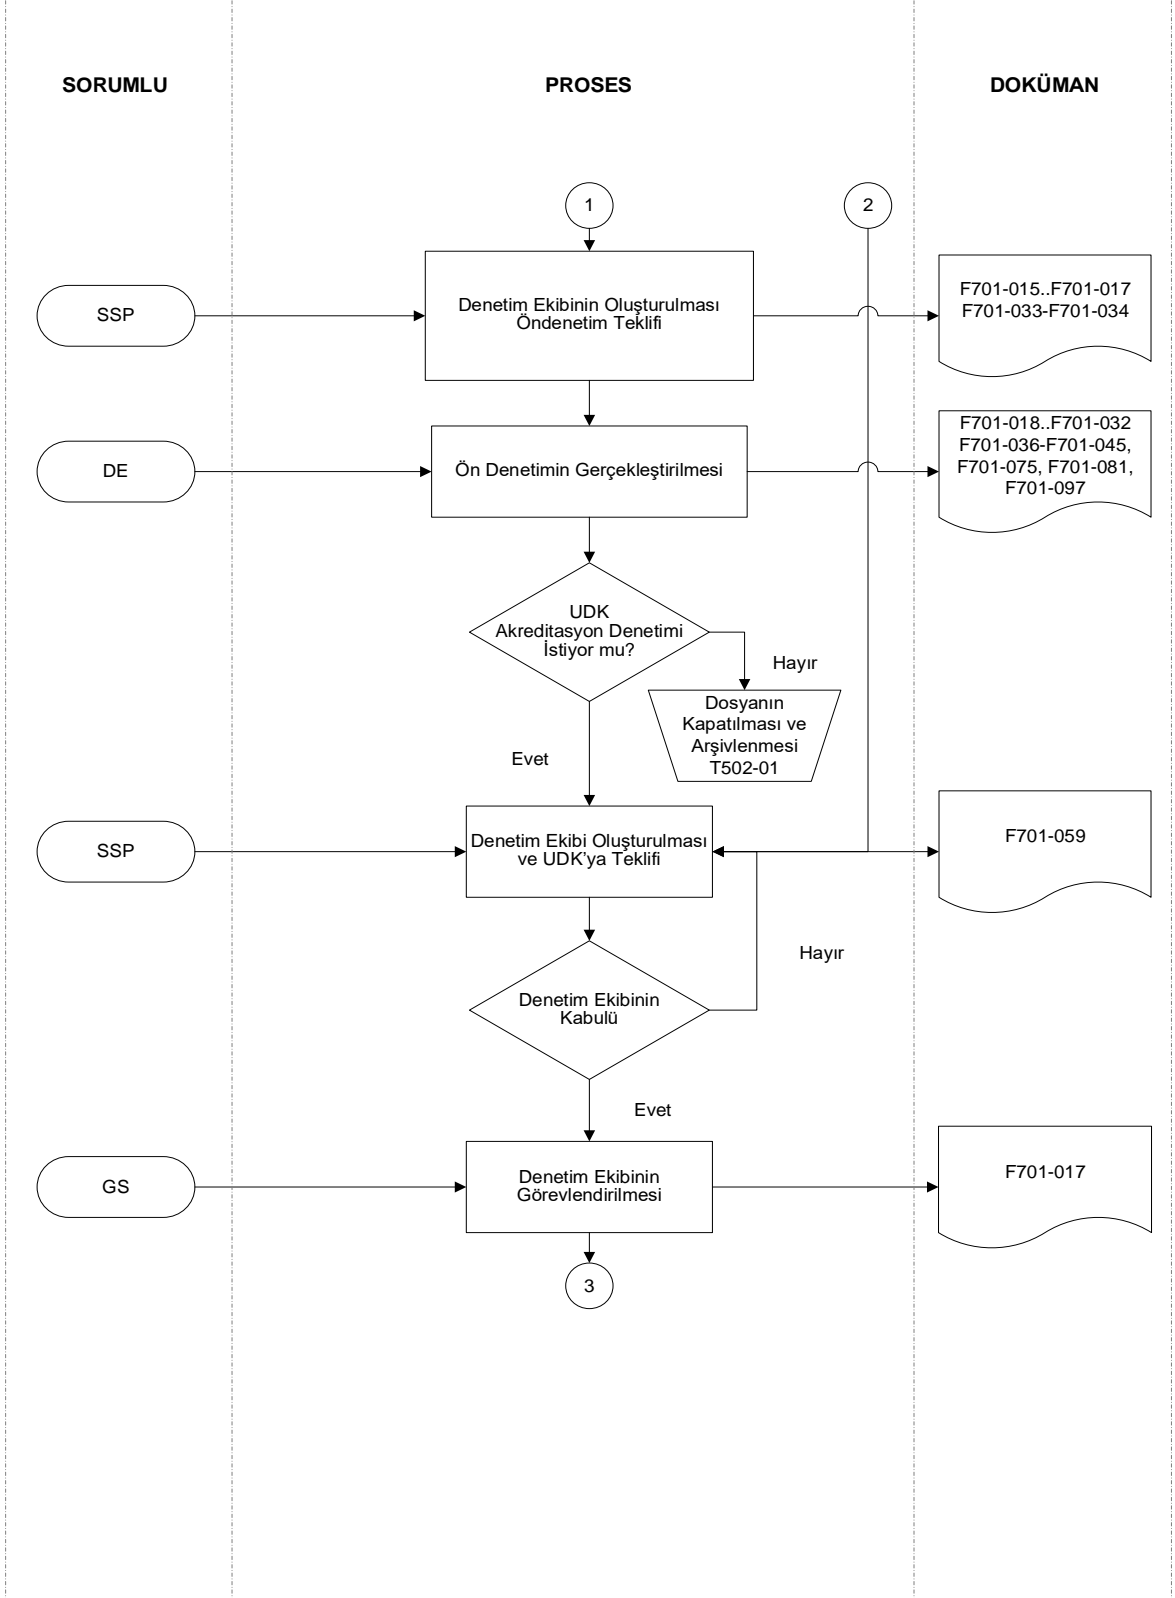 SORUMLU
PROSES
DOKÜMAN
1
2
SSP
Denetim Ekibinin Oluşturulması
Öndenetim Teklifi
F701-015..F701-017
F701-033-F701-034
DE
Ön Denetimin Gerçekleştirilmesi
F701-018..F701-032
F701-036-F701-045,
F701-075, F701-081,
F701-097
UDK
Akreditasyon Denetimi
İstiyor mu?
Hayır
Dosyanın
Kapatılması ve
Arşivlenmesi
T502-01
Evet
SSP
Denetim Ekibi Oluşturulması
ve UDK’ya Teklifi
F701-059
Hayır
Denetim Ekibinin
Kabulü
Evet
GS
Denetim Ekibinin
Görevlendirilmesi
F701-017
3